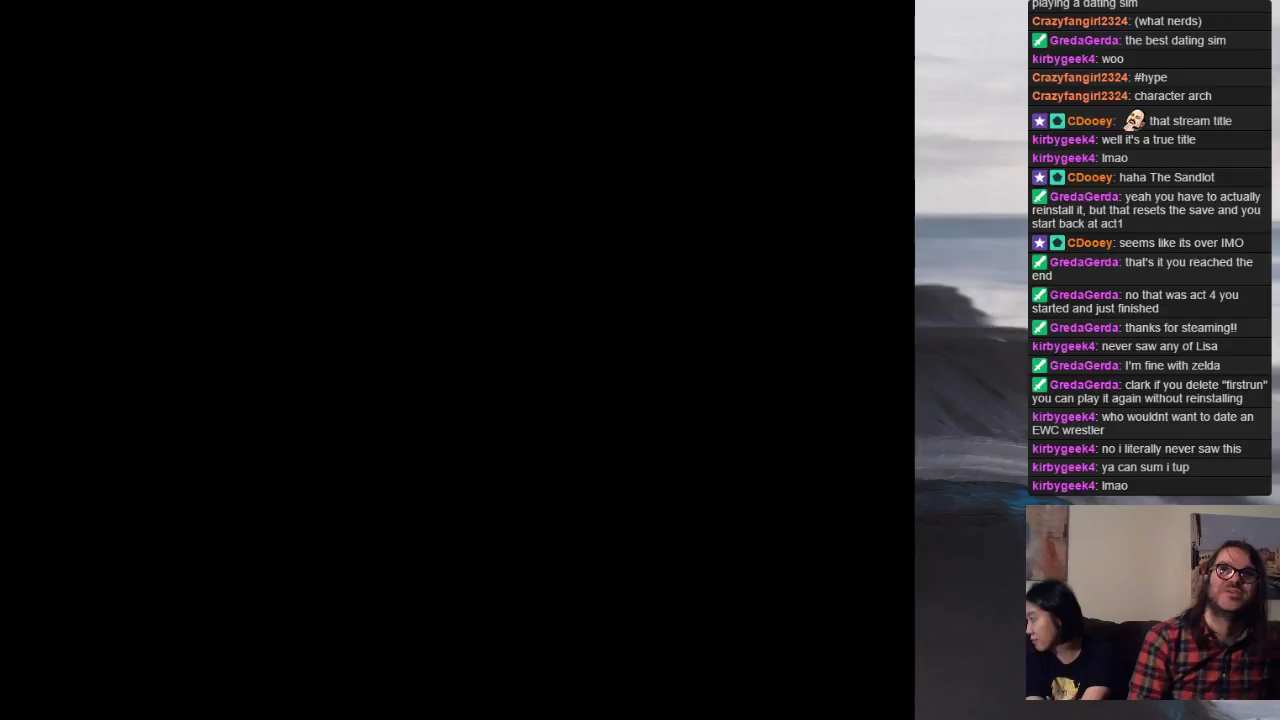 playing a dating sim
Crazyfangirl2324: (what nerds)
GredaGerda: the best dating sim
kirbygeek4: woo
Crazyfangirl2324: #hype
Crazyfangirl2324: character arch
CDooey: that stream title
kirbygeek4: well it's a true title
kirbygeek4: lmao
CDooey: haha The Sandlot
GredaGerda: yeah you have to actually
reinstall it, but that resets the save and you
start back at act1
CDooey: seems like its over IMO
GredaGerda: that's it you reached the
end
GredaGerda: no that was act 4 you
started and just finished
GredaGerda: thanks for steaming!!
kirbygeek4: never saw any of Lisa
GredaGerda: I'm fine with zelda
GredaGerda: clark if you delete "firstrun"
you can play it again without reinstalling
kirbygeek4: who wouldnt want to date an
EWC wrestler
kirbygeek4: no i literally never saw this
kirbygeek4: ya can sum i tup
kirbygeek4: lmao